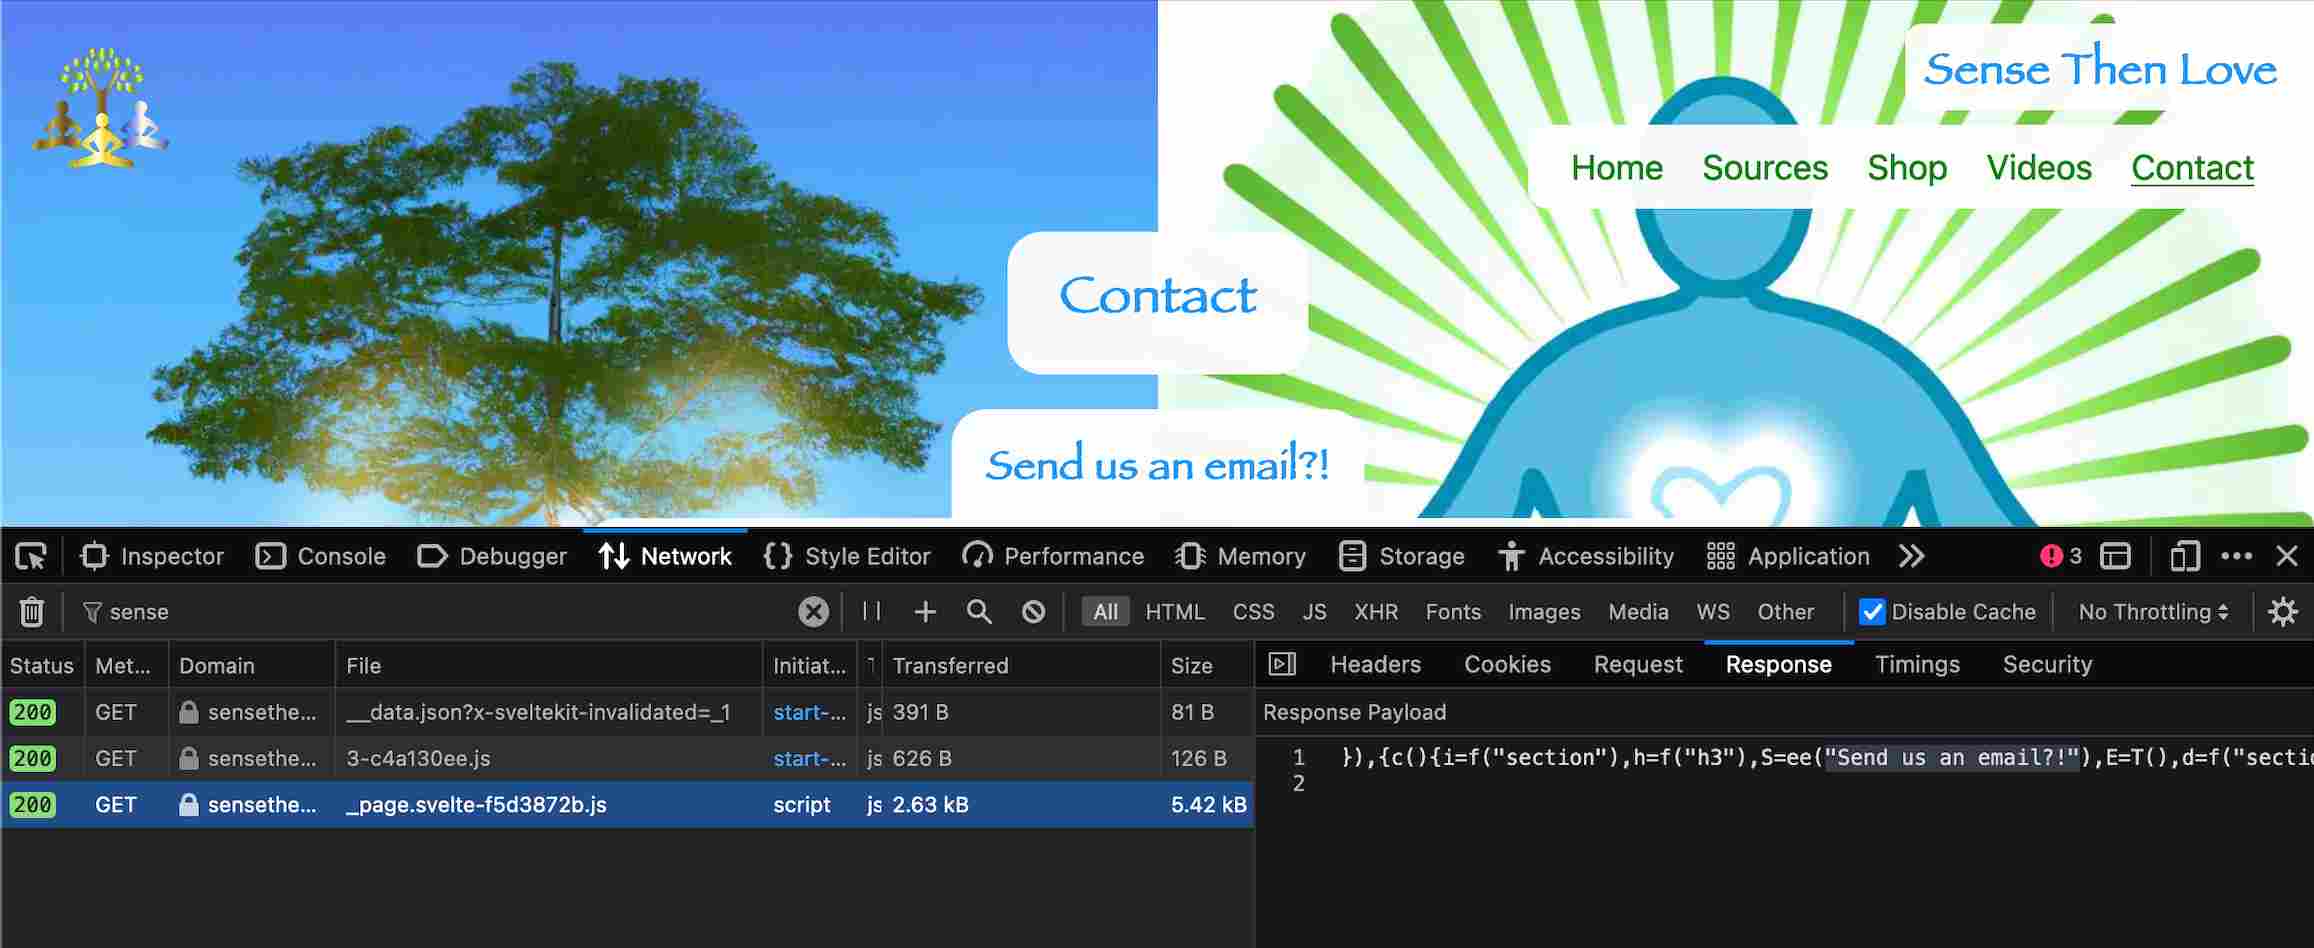 Sense Then Love
Home Sources Shop Videos Contact
Contact
Send us an email?!
Inspector Console Debugger Network Style Editor Performance Memory Storage Accessibility Application 3
sense All HTML CSS JS XHR Fonts Images Media WS Other Disable Cache No Throttling
Status Met... Domain File Initiat... T Transferred Size
Headers Cookies Request Response Timings Security
200 GET sensethe... __data.json?x-sveltekit-invalidated=_1 start-... js 391 B 81 B
Response Payload
200 GET sensethe... 3-c4a130ee.js start-... js 626 B 126 B
1 }),{c(){i=f("section"),h=f("h3"),S=ee("Send us an email?!"),E=T(),d=f("sectio
2
200 GET sensethe... _page.svelte-f5d3872b.js script js 2.63 kB 5.42 kB